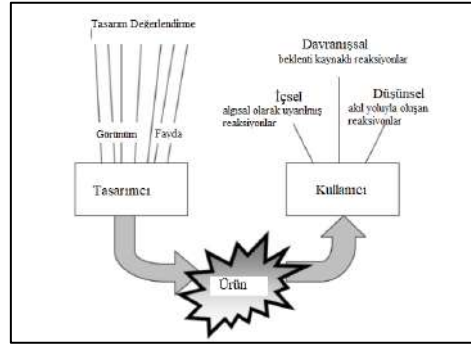 Tasarım Değerlendirme
Görünüm
Fayda
Tasarımcı
Davranışsal
beklenti kaynaklı reaksiyonlar
İçsel
algısal olarak uyarılmış
reaksiyonlar
Düşünsel
akıl yoluyla oluşan
reaksiyonlar
Kullanıcı
Ürün